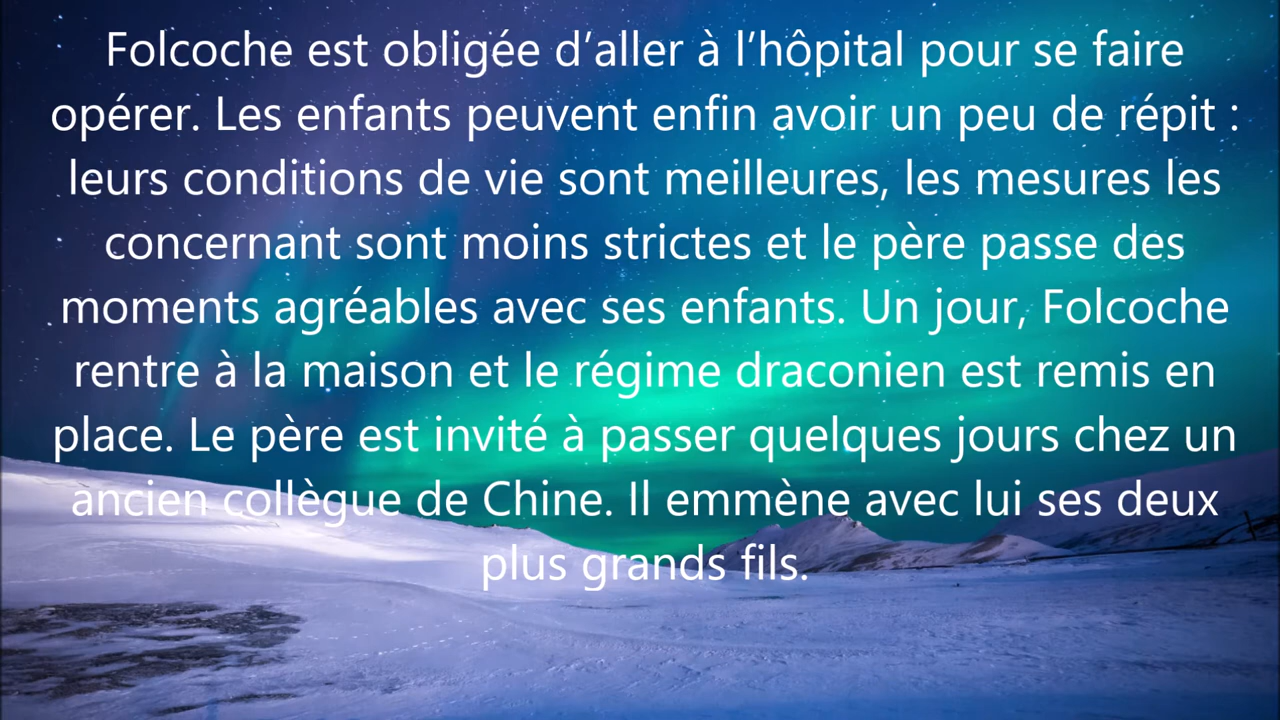 Folcoche est obligée d’aller à l’hôpital pour se faire
opérer. Les enfants peuvent enfin avoir un peu de répit :
leurs conditions de vie sont meilleures, les mesures les
concernant sont moins strictes et le père passe des
moments agréables avec ses enfants. Un jour, Folcoche
rentre à la maison et le régime draconien est remis en
place. Le père est invité à passer quelques jours chez un
ancien collègue de Chine. Il emmène avec lui ses deux
plus grands fils.